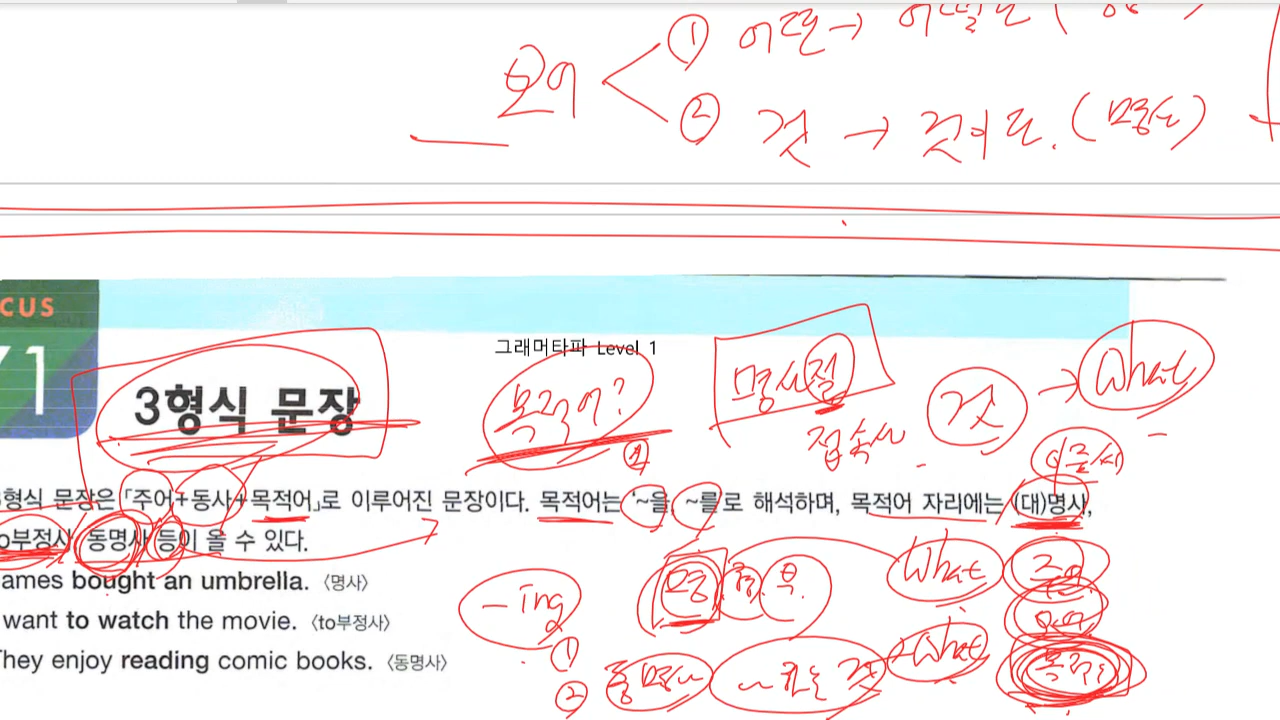 보어
① 어떤 →
② 것 → 것이다. (명사)
CUS
71
그래머타파 Level 1
3형식 문장
목적어?
명사절
접속사
것 → What
3형식 문장은 「주어+동사+목적어」로 이루어진 문장이다. 목적어는 '~을 ~를'로 해석하며, 목적어 자리에는 (대)명사,
to부정사 동명사 등이 올 수 있다.
ames bought an umbrella. 〈명사〉
want to watch the movie. 〈to부정사〉
They enjoy reading comic books. 〈동명사〉
-ing
명 형 부.
What 주어
보어
① 
② 동명사 ~하는 것 What 목적어